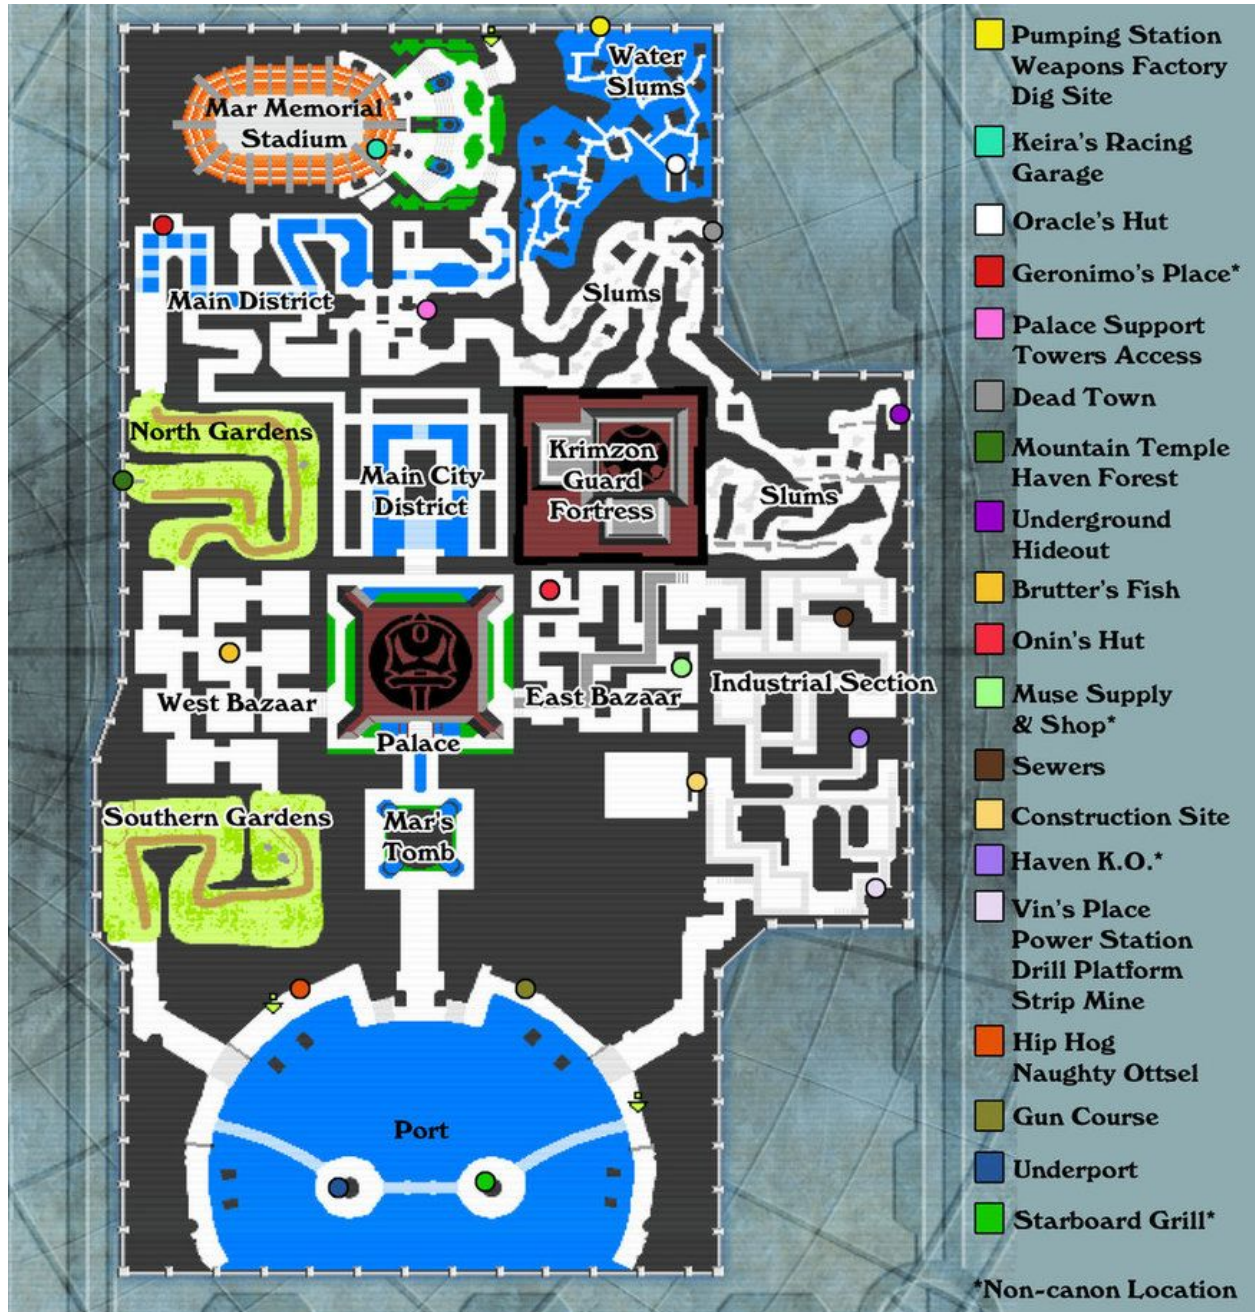 Mar Memorial
Stadium
Water
Slums
Main District
Slums
North Gardens
Main City
District
Krimzon
Guard
Fortress
Slums
West Bazaar
Palace
East Bazaar
Industrial Section
Southern Gardens
Mar's
Tomb
Port
Pumping Station
Weapons Factory
Dig Site
Keira's Racing
Garage
Oracle's Hut
Geronimo's Place*
Palace Support
Towers Access
Dead Town
Mountain Temple
Haven Forest
Underground
Hideout
Brutter's Fish
Onin's Hut
Muse Supply
& Shop*
Sewers
Construction Site
Haven K.O.*
Vin's Place
Power Station
Drill Platform
Strip Mine
Hip Hog
Naughty Ottsel
Gun Course
Underport
Starboard Grill*
*Non-canon Location